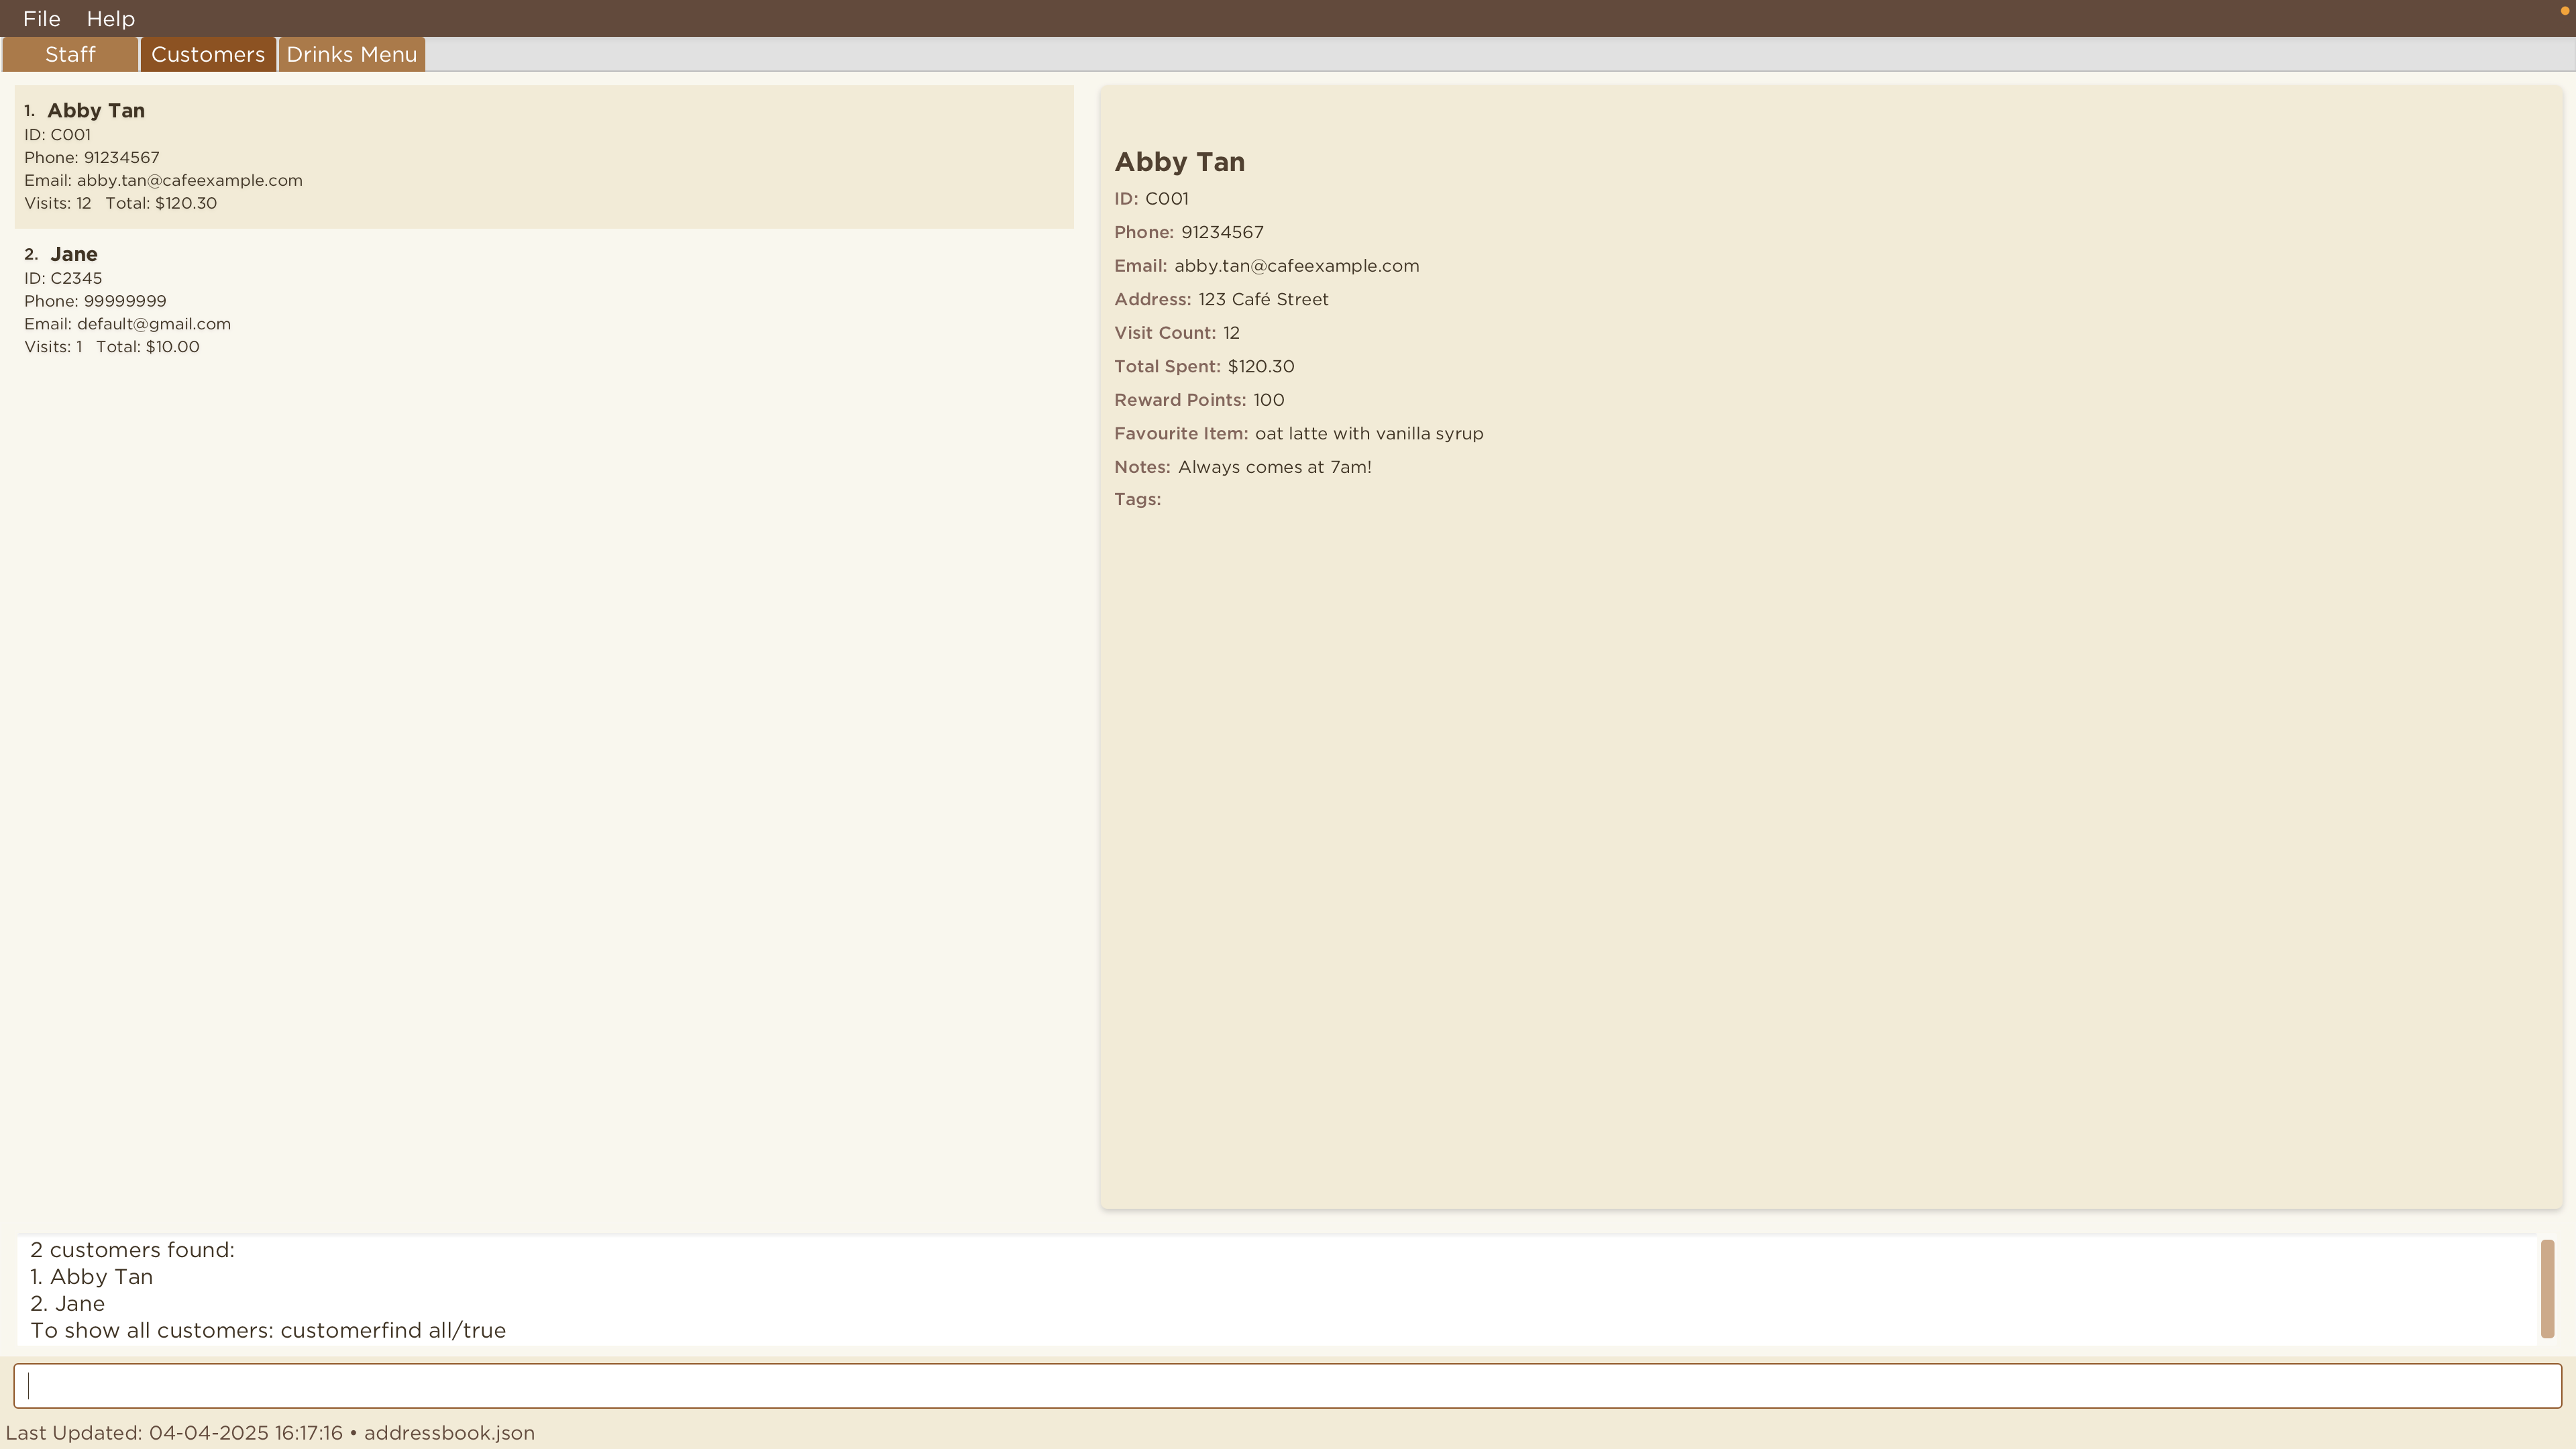 File Help
Staff Customers Drinks Menu
1. Abby Tan
ID: C001
Phone: 91234567
Email: abby.tan@cafeexample.com
Visits: 12 Total: $120.30
2. Jane
ID: C2345
Phone: 99999999
Email: default@gmail.com
Visits: 1 Total: $10.00
Abby Tan
ID: C001
Phone: 91234567
Email: abby.tan@cafeexample.com
Address: 123 Café Street
Visit Count: 12
Total Spent: $120.30
Reward Points: 100
Favourite Item: oat latte with vanilla syrup
Notes: Always comes at 7am!
Tags:
2 customers found:
1. Abby Tan
2. Jane
To show all customers: customerfind all/true
Last Updated: 04-04-2025 16:17:16 • addressbook.json